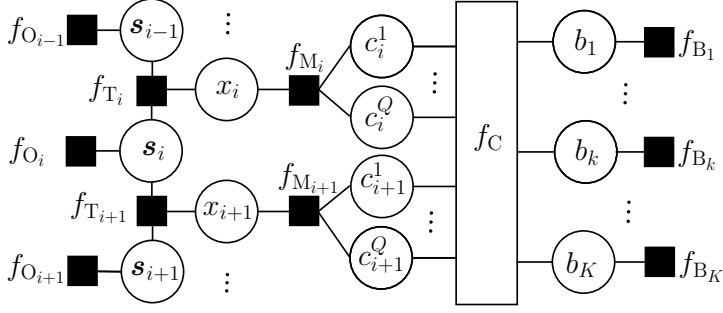 f_{O_{i-1}} s_{i-1} ⋮ c_i^1 b_1 f_{B_1}
f_{T_i} x_i f_{M_i} ⋮ ⋮
c_i^Q
f_{O_i} s_i f_C b_k f_{B_k}
f_{M_{i+1}} c_{i+1}^1
f_{T_{i+1}} x_{i+1} ⋮ ⋮
f_{O_{i+1}} s_{i+1} ⋮ c_{i+1}^Q b_K f_{B_K}